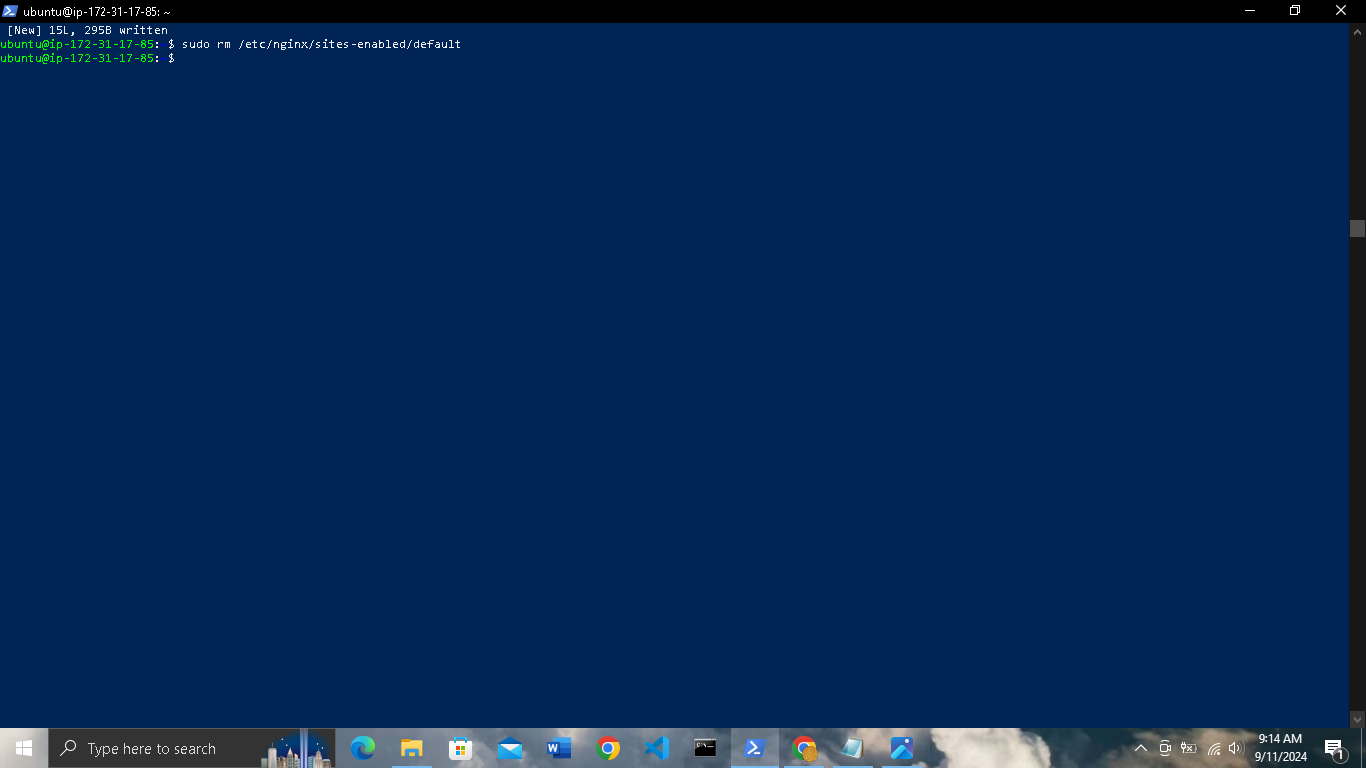 ubuntu@ip-172-31-17-85: ~
[New] 15L, 295B written
ubuntu@ip-172-31-17-85:~$ sudo rm /etc/nginx/sites-enabled/default
ubuntu@ip-172-31-17-85:~$
Type here to search
9:14 AM
9/11/2024
1